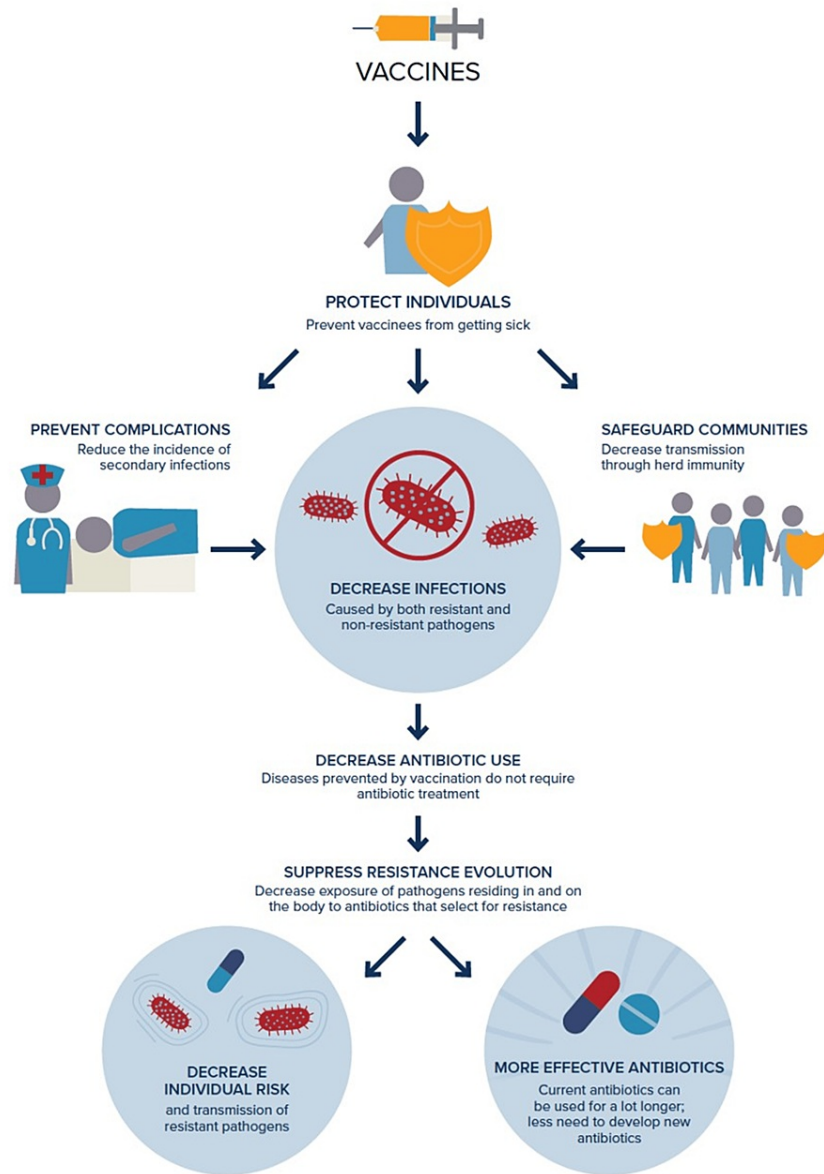 VACCINES
PROTECT INDIVIDUALS
Prevent vaccinees from getting sick
PREVENT COMPLICATIONS
Reduce the incidence of
secondary infections
SAFEGUARD COMMUNITIES
Decrease transmission
through herd immunity
DECREASE INFECTIONS
Caused by both resistant and
non-resistant pathogens
DECREASE ANTIBIOTIC USE
Diseases prevented by vaccination do not require
antibiotic treatment
SUPPRESS RESISTANCE EVOLUTION
Decrease exposure of pathogens residing in and on
the body to antibiotics that select for resistance
DECREASE
INDIVIDUAL RISK
and transmission of
resistant pathogens
MORE EFFECTIVE ANTIBIOTICS
Current antibiotics can
be used for a lot longer;
less need to develop new
antibiotics